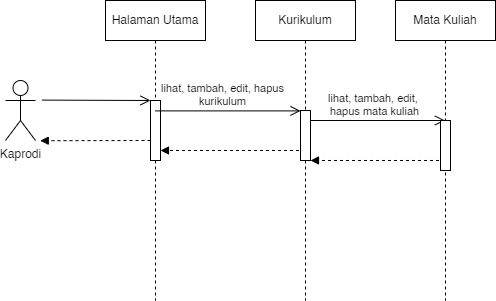 Halaman Utama
Kurikulum
Mata Kuliah
lihat, tambah, edit, hapus
kurikulum
lihat, tambah, edit,
hapus mata kuliah
Kaprodi